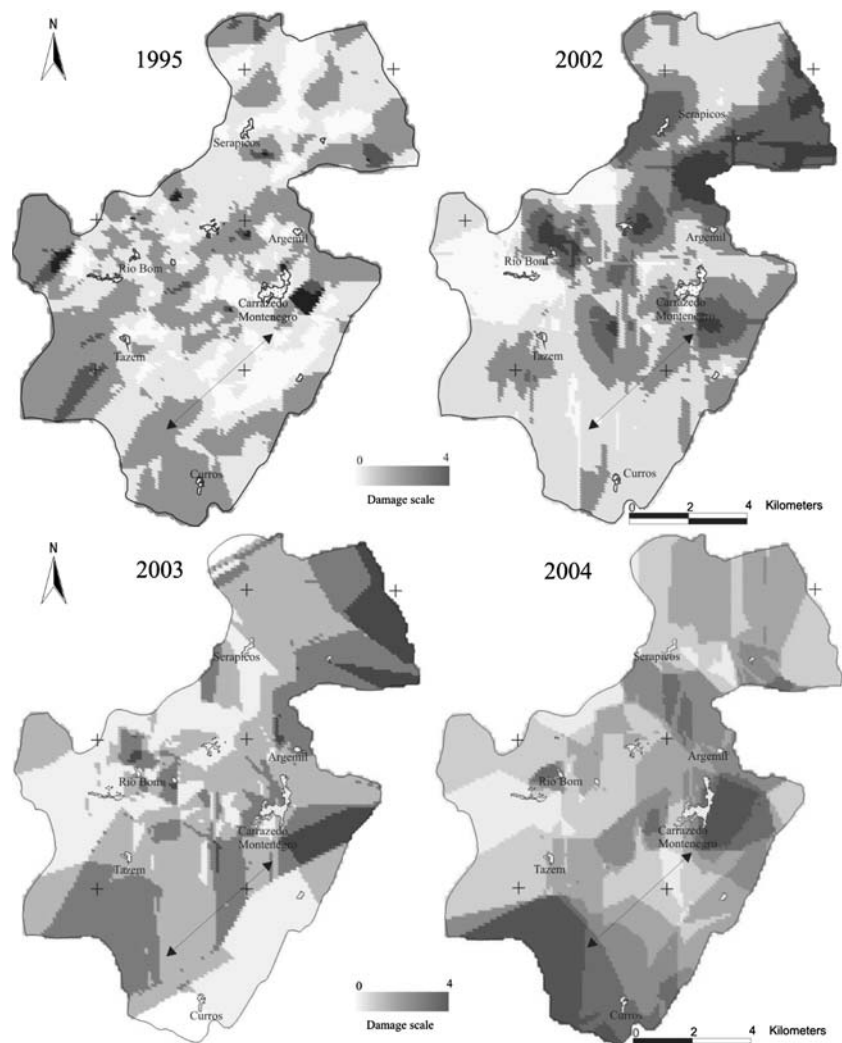 N
1995
Serapicos
Argemil
Rio Bom
Carrazedo
Montenegro
Tazem
Curros
0 4
Damage scale
2002
Serapicos
Argemil
Rio Bom
Carrazedo
Montenegro
Tazem
Curros
0 2 4 Kilometers
N
2003
Serapicos
Argemil
Rio Bom
Carrazedo
Montenegro
Tazem
Curros
0 4
Damage scale
2004
Serapicos
Argemil
Rio Bom
Carrazedo
Montenegro
Tazem
Curros
0 2 4 Kilometers